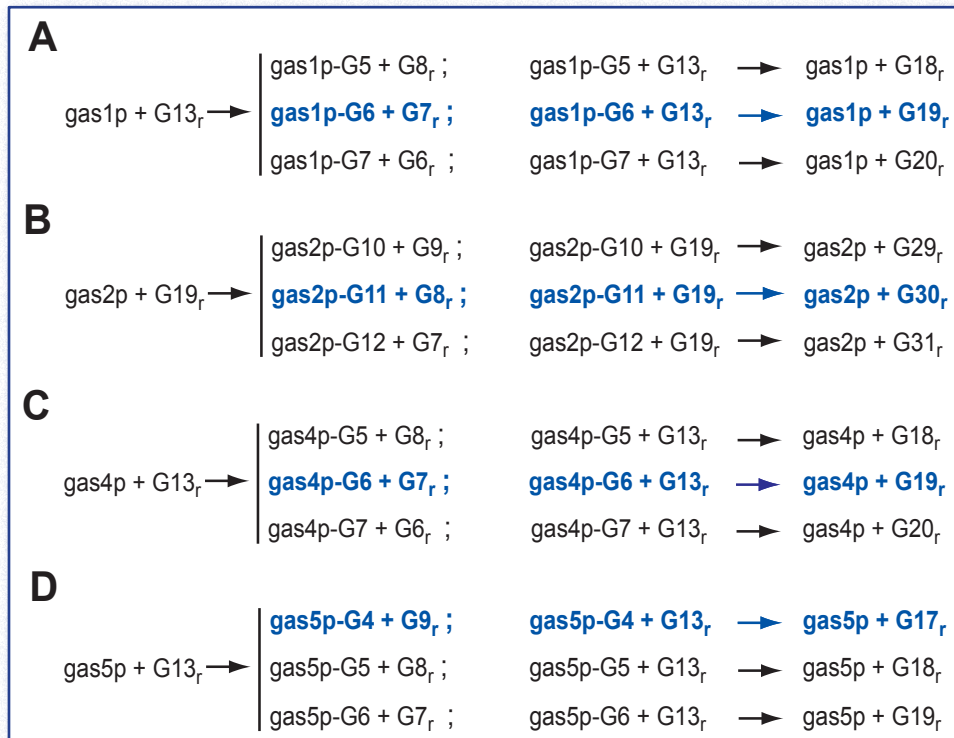 A
gas1p-G5 + G8r ; gas1p-G5 + G13r → gas1p + G18r
gas1p + G13r → gas1p-G6 + G7r ; gas1p-G6 + G13r → gas1p + G19r
gas1p-G7 + G6r ; gas1p-G7 + G13r → gas1p + G20r
B
gas2p-G10 + G9r ; gas2p-G10 + G19r → gas2p + G29r
gas2p + G19r → gas2p-G11 + G8r ; gas2p-G11 + G19r → gas2p + G30r
gas2p-G12 + G7r ; gas2p-G12 + G19r → gas2p + G31r
C
gas4p-G5 + G8r ; gas4p-G5 + G13r → gas4p + G18r
gas4p + G13r → gas4p-G6 + G7r ; gas4p-G6 + G13r → gas4p + G19r
gas4p-G7 + G6r ; gas4p-G7 + G13r → gas4p + G20r
D
gas5p-G4 + G9r ; gas5p-G4 + G13r → gas5p + G17r
gas5p + G13r → gas5p-G5 + G8r ; gas5p-G5 + G13r → gas5p + G18r
gas5p-G6 + G7r ; gas5p-G6 + G13r → gas5p + G19r